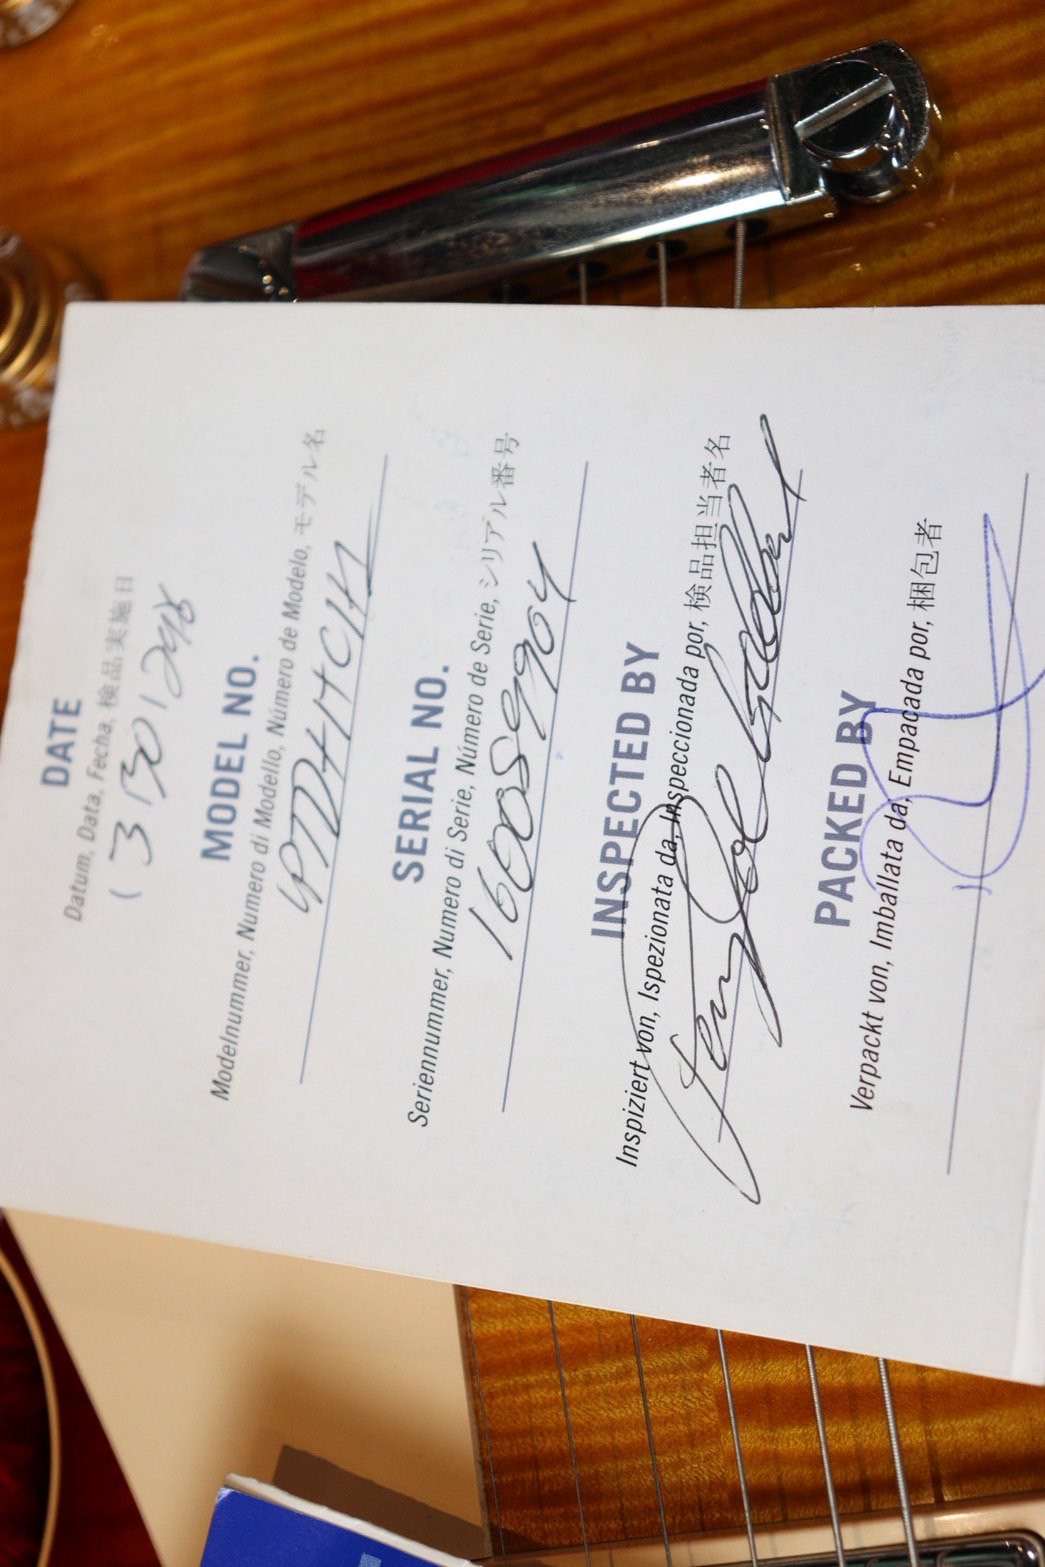 DATE
Datum, Data, Fecha, 検品実施日
MODEL NO.
Modelnummer, Numero di Modello, Número de Modelo, モデル名
LPTDHHTCIH1
SERIAL NO.
Seriennummer, Numero di Serie, Número de Serie, シリアル番号
160059904
INSPECTED BY
Inspiziert von, Ispezionata da, Inspeccionada por, 検品担当者名
PACKED BY
Verpackt von, Imballata da, Empacada por, 梱包者